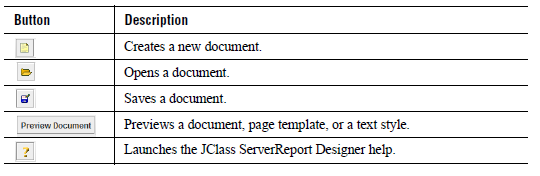 Button Description
Creates a new document.
Opens a document.
Saves a document.
Preview Document Previews a document, page template, or a text style.
? Launches the JClass ServerReport Designer help.